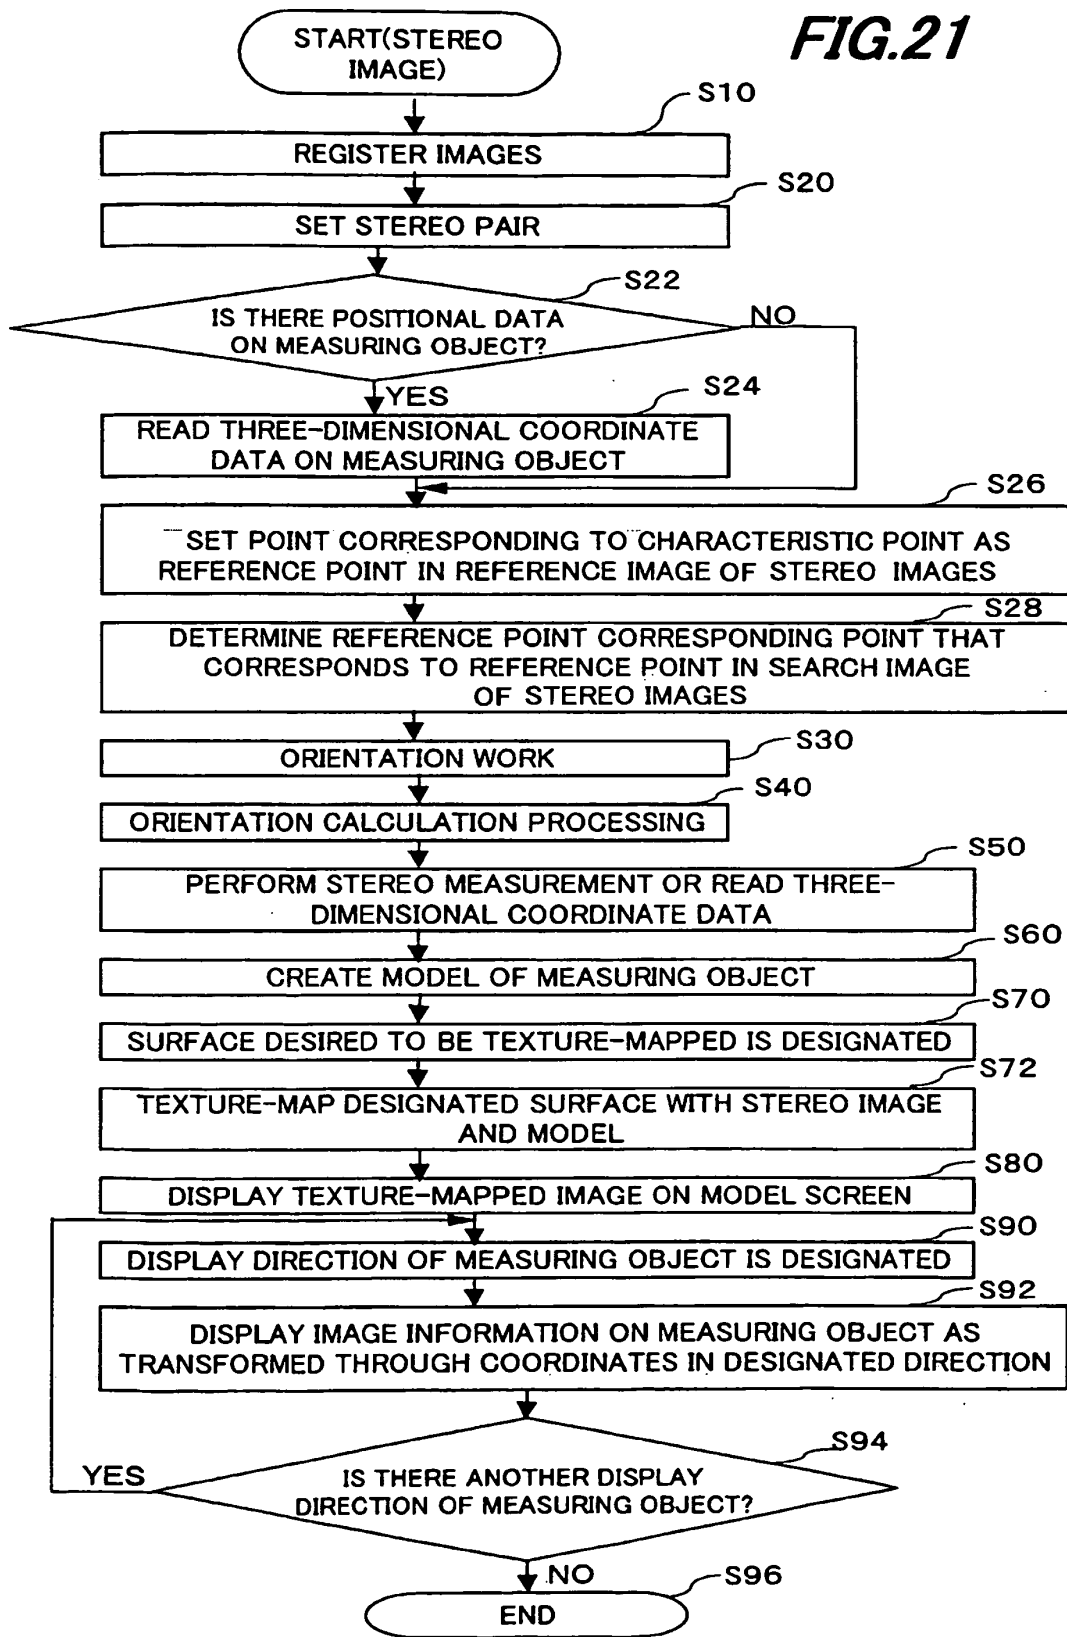 FIG.21
START(STEREO
IMAGE)
S10
REGISTER IMAGES
S20
SET STEREO PAIR
S22
IS THERE POSITIONAL DATA
ON MEASURING OBJECT?
NO
YES
S24
READ THREE-DIMENSIONAL COORDINATE
DATA ON MEASURING OBJECT
S26
SET POINT CORRESPONDING TO CHARACTERISTIC POINT AS
REFERENCE POINT IN REFERENCE IMAGE OF STEREO IMAGES
S28
DETERMINE REFERENCE POINT CORRESPONDING POINT THAT
CORRESPONDS TO REFERENCE POINT IN SEARCH IMAGE
OF STEREO IMAGES
S30
ORIENTATION WORK
S40
ORIENTATION CALCULATION PROCESSING
S50
PERFORM STEREO MEASUREMENT OR READ THREE-
DIMENSIONAL COORDINATE DATA
S60
CREATE MODEL OF MEASURING OBJECT
S70
SURFACE DESIRED TO BE TEXTURE-MAPPED IS DESIGNATED
S72
TEXTURE-MAP DESIGNATED SURFACE WITH STEREO IMAGE
AND MODEL
S80
DISPLAY TEXTURE-MAPPED IMAGE ON MODEL SCREEN
S90
DISPLAY DIRECTION OF MEASURING OBJECT IS DESIGNATED
S92
DISPLAY IMAGE INFORMATION ON MEASURING OBJECT AS
TRANSFORMED THROUGH COORDINATES IN DESIGNATED DIRECTION
S94
YES
IS THERE ANOTHER DISPLAY
DIRECTION OF MEASURING OBJECT?
NO
S96
END